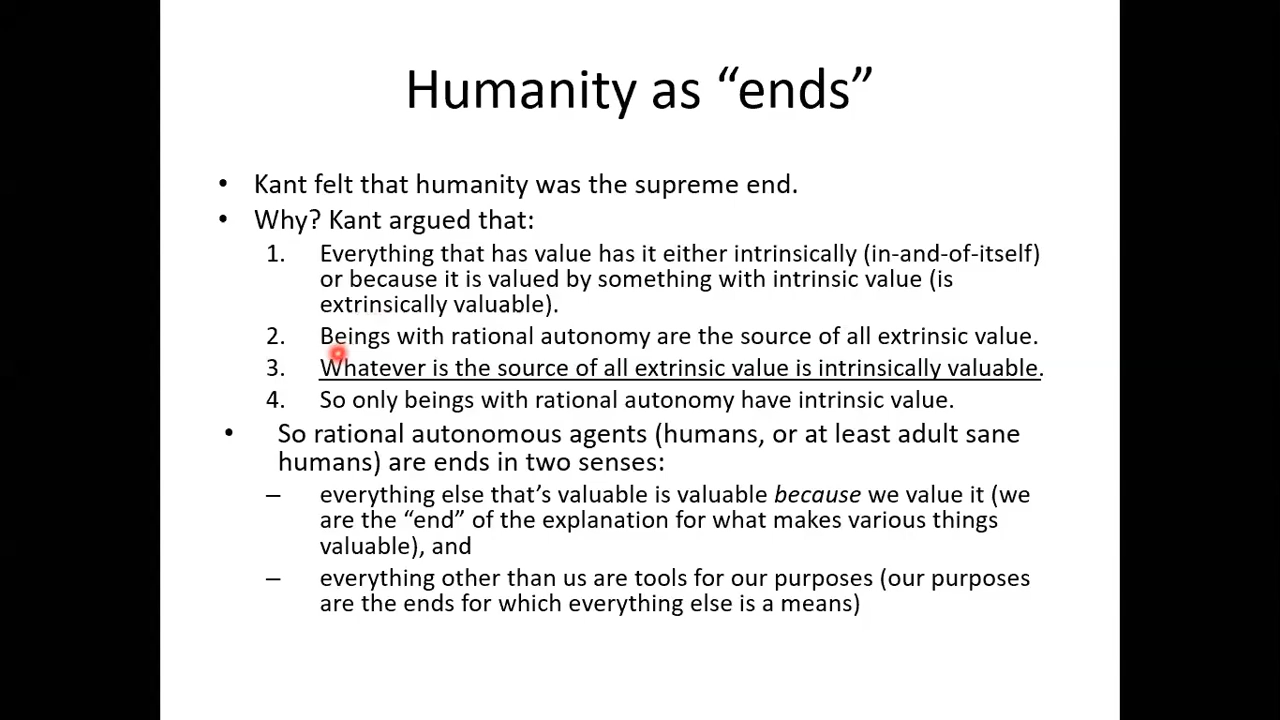 Humanity as “ends”
• Kant felt that humanity was the supreme end.
• Why? Kant argued that:
1. Everything that has value has it either intrinsically (in-and-of-itself)
or because it is valued by something with intrinsic value (is
extrinsically valuable).
2. Beings with rational autonomy are the source of all extrinsic value.
3. Whatever is the source of all extrinsic value is intrinsically valuable.
4. So only beings with rational autonomy have intrinsic value.
• So rational autonomous agents (humans, or at least adult sane
humans) are ends in two senses:
– everything else that’s valuable is valuable because we value it (we
are the “end” of the explanation for what makes various things
valuable), and
– everything other than us are tools for our purposes (our purposes
are the ends for which everything else is a means)